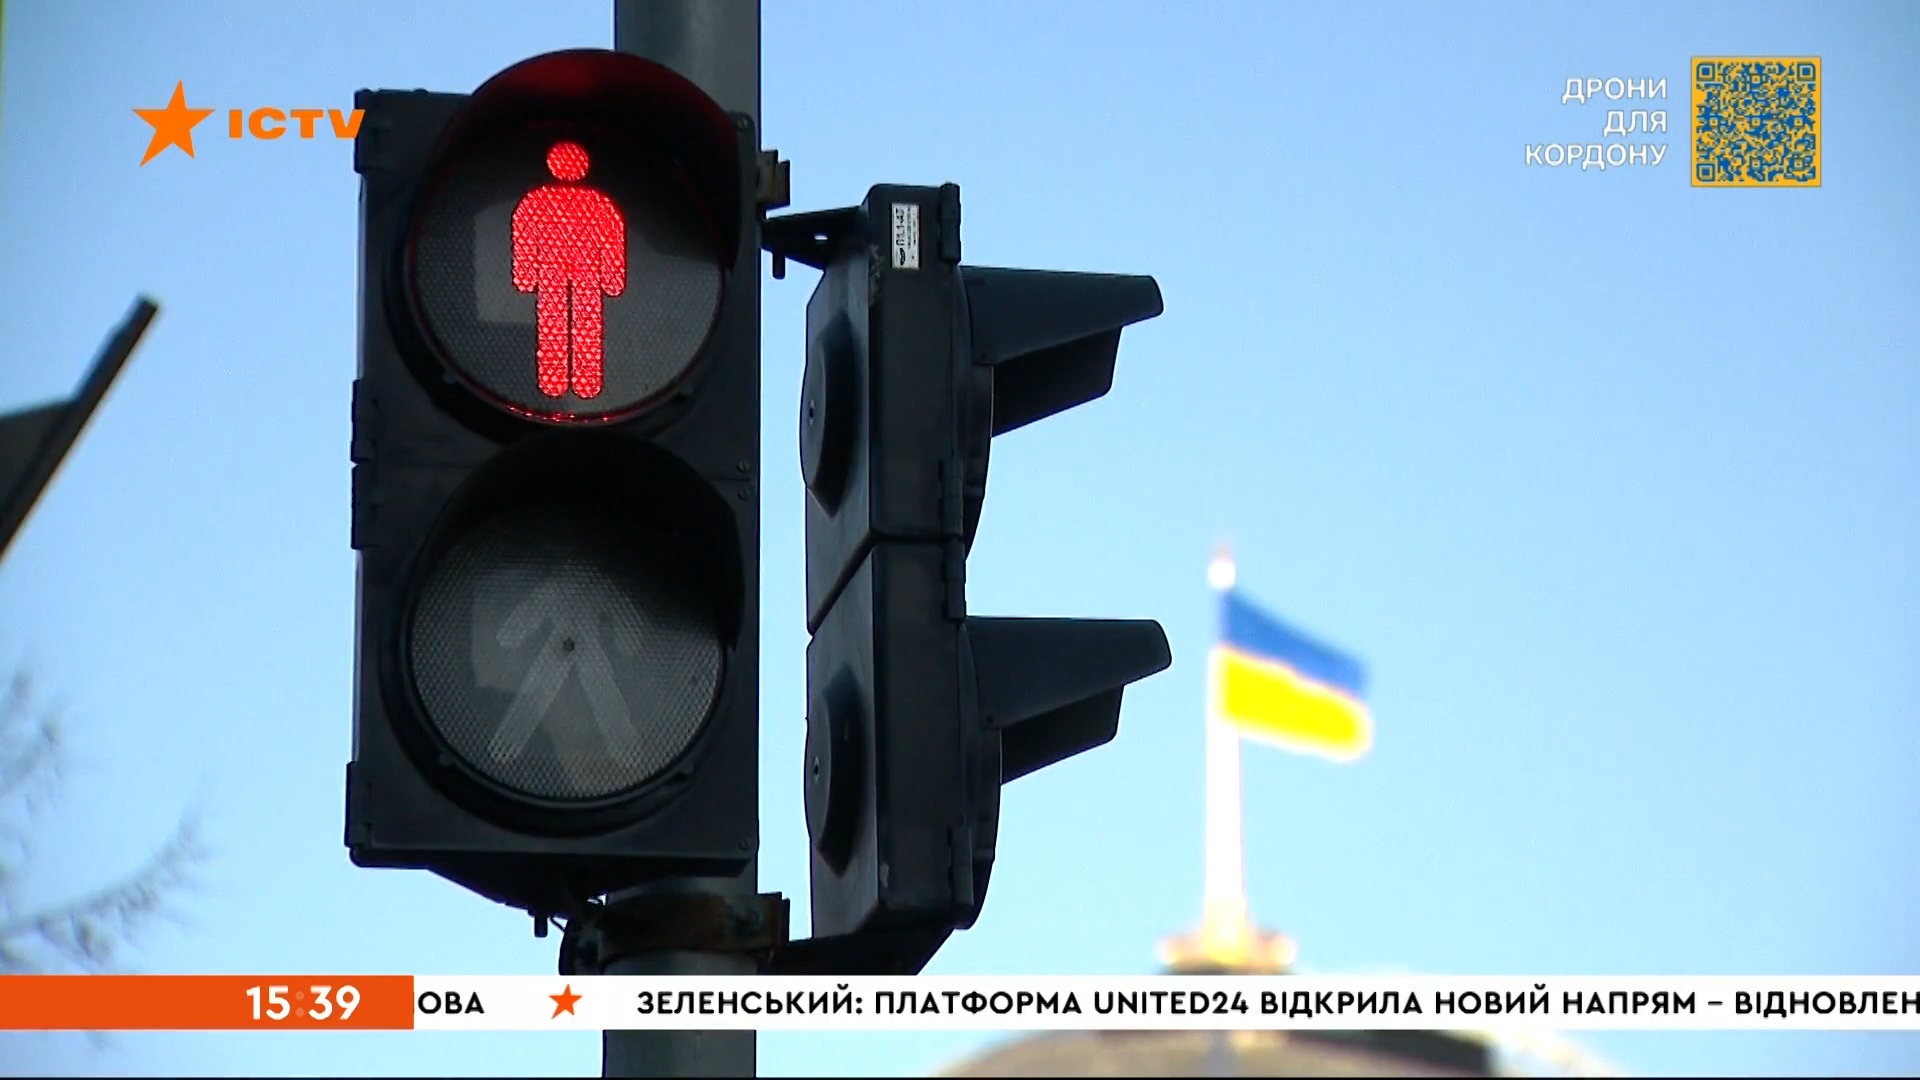 ICTV
ДРОНИ
ДЛЯ
КОРДОНУ
15:39
ОВА
ЗЕЛЕНСЬКИЙ: ПЛАТФОРМА UNITED24 ВІДКРИЛА НОВИЙ НАПРЯМ – ВІДНОВЛЕН